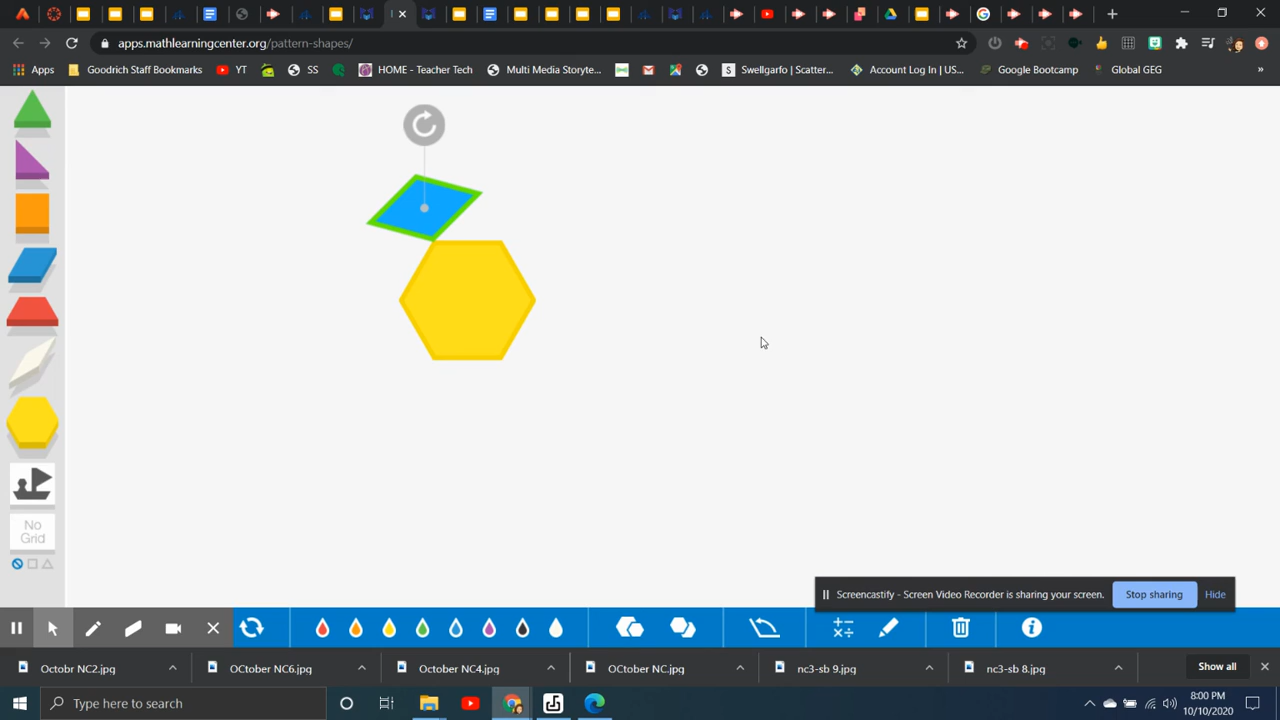 apps.mathlearningcenter.org/pattern-shapes/
Apps Goodrich Staff Bookmarks YT SS HOME - Teacher Tech Multi Media Storyte... Swellgarfo | Scatter... Account Log In | US... Google Bootcamp Global GEG »
No
Grid
Screencastify - Screen Video Recorder is sharing your screen. Stop sharing Hide
Octobr NC2.jpg OCtober NC6.jpg October NC4.jpg OCtober NC.jpg nc3-sb 9.jpg nc3-sb 8.jpg Show all
Type here to search
8:00 PM
10/10/2020